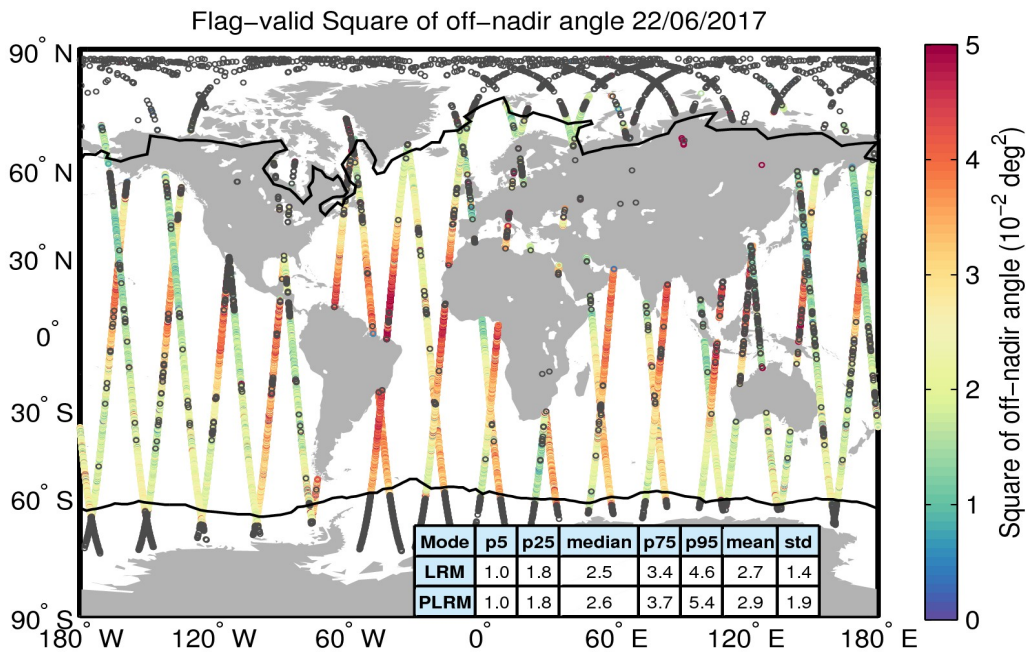 Flag-valid Square of off-nadir angle 22/06/2017
90° N
60° N
30° N
0°
30° S
60° S
90° S
180° W
120° W
60° W
0°
60° E
120° E
180° E
Mode p5 p25 median p75 p95 mean std
LRM 1.0 1.8 2.5 3.4 4.6 2.7 1.4
PLRM 1.0 1.8 2.6 3.7 5.4 2.9 1.9
5
4
3
2
1
0
Square of off-nadir angle (10⁻² deg²)